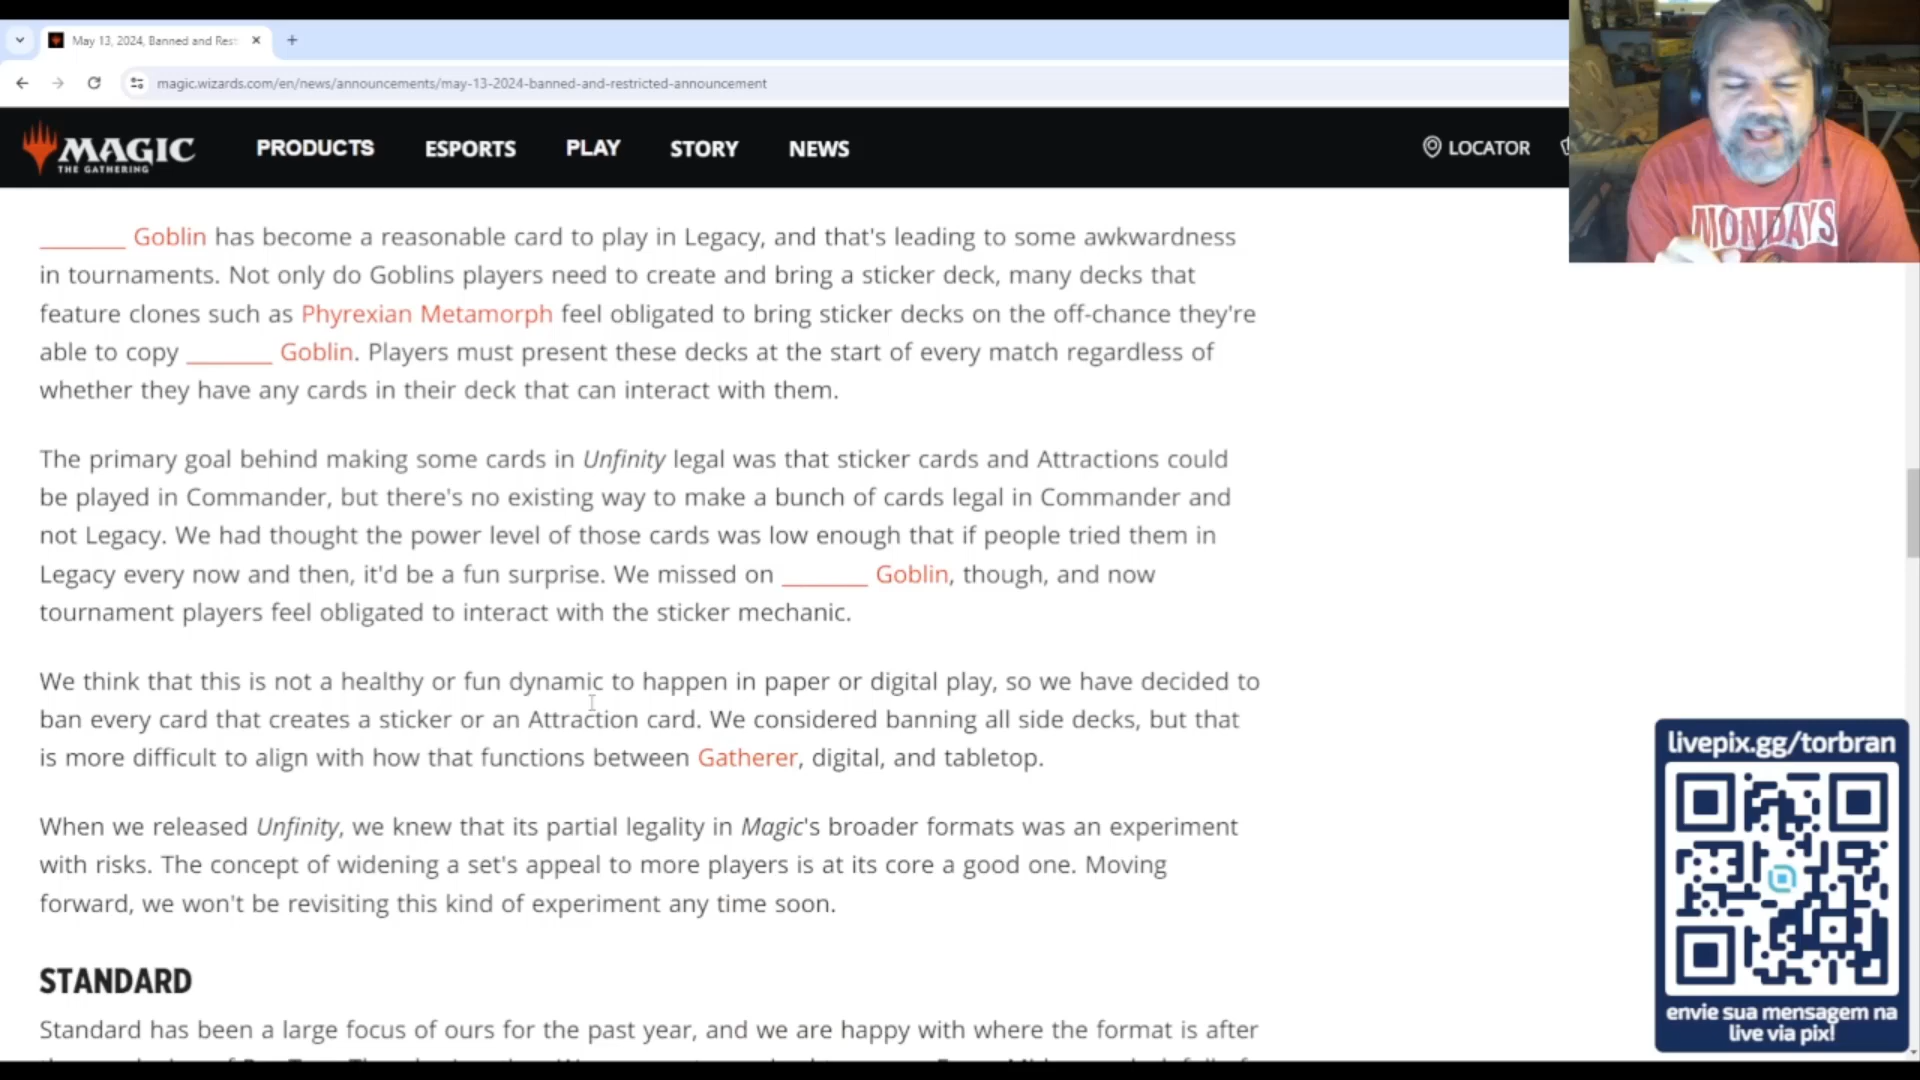 May 13, 2024, Banned and Rest
magic.wizards.com/en/news/announcements/may-13-2024-banned-and-restricted-announcement
MAGIC
THE GATHERING
PRODUCTS
ESPORTS
PLAY
STORY
NEWS
LOCATOR
MONDAYS
_______ Goblin has become a reasonable card to play in Legacy, and that's leading to some awkwardness
in tournaments. Not only do Goblins players need to create and bring a sticker deck, many decks that
feature clones such as Phyrexian Metamorph feel obligated to bring sticker decks on the off-chance they're
able to copy _______ Goblin. Players must present these decks at the start of every match regardless of
whether they have any cards in their deck that can interact with them.
The primary goal behind making some cards in Unfinity legal was that sticker cards and Attractions could
be played in Commander, but there's no existing way to make a bunch of cards legal in Commander and
not Legacy. We had thought the power level of those cards was low enough that if people tried them in
Legacy every now and then, it'd be a fun surprise. We missed on _______ Goblin, though, and now
tournament players feel obligated to interact with the sticker mechanic.
We think that this is not a healthy or fun dynamic to happen in paper or digital play, so we have decided to
ban every card that creates a sticker or an Attraction card. We considered banning all side decks, but that
is more difficult to align with how that functions between Gatherer, digital, and tabletop.
When we released Unfinity, we knew that its partial legality in Magic's broader formats was an experiment
with risks. The concept of widening a set's appeal to more players is at its core a good one. Moving
forward, we won't be revisiting this kind of experiment any time soon.
STANDARD
Standard has been a large focus of ours for the past year, and we are happy with where the format is after
livepix.gg/torbran
envie sua mensagem na
live via pix!